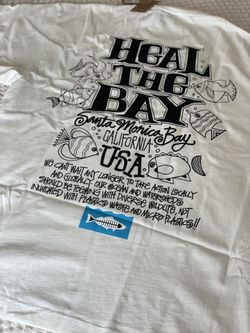 HEAL
THE
BAY
Santa Monica Bay
CALIFORNIA
USA
WE CAN'T WAIT ANY LONGER TO TAKE ACTION LOCALLY
AND GLOBALLY. OUR OCEAN AND WATERSHEDS
SHOULD BE TEEMING WITH DIVERSE WILDLIFE, NOT
INUNDATED WITH PLASTIC WASTE AND MICRO PLASTICS!!